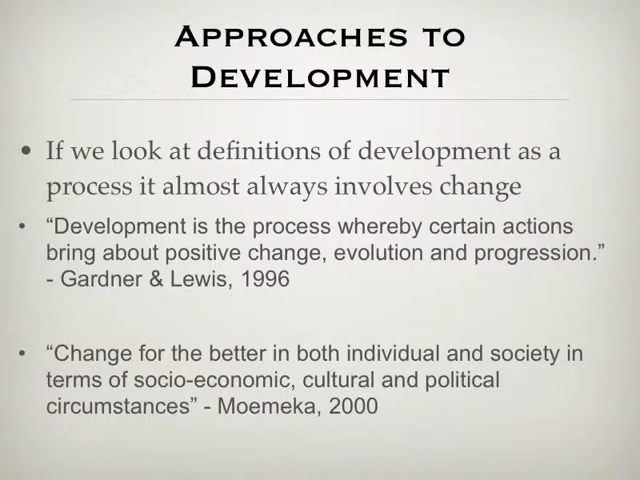 APPROACHES TO
DEVELOPMENT
• If we look at definitions of development as a
process it almost always involves change
• “Development is the process whereby certain actions
bring about positive change, evolution and progression.”
- Gardner & Lewis, 1996
• “Change for the better in both individual and society in
terms of socio-economic, cultural and political
circumstances” - Moemeka, 2000